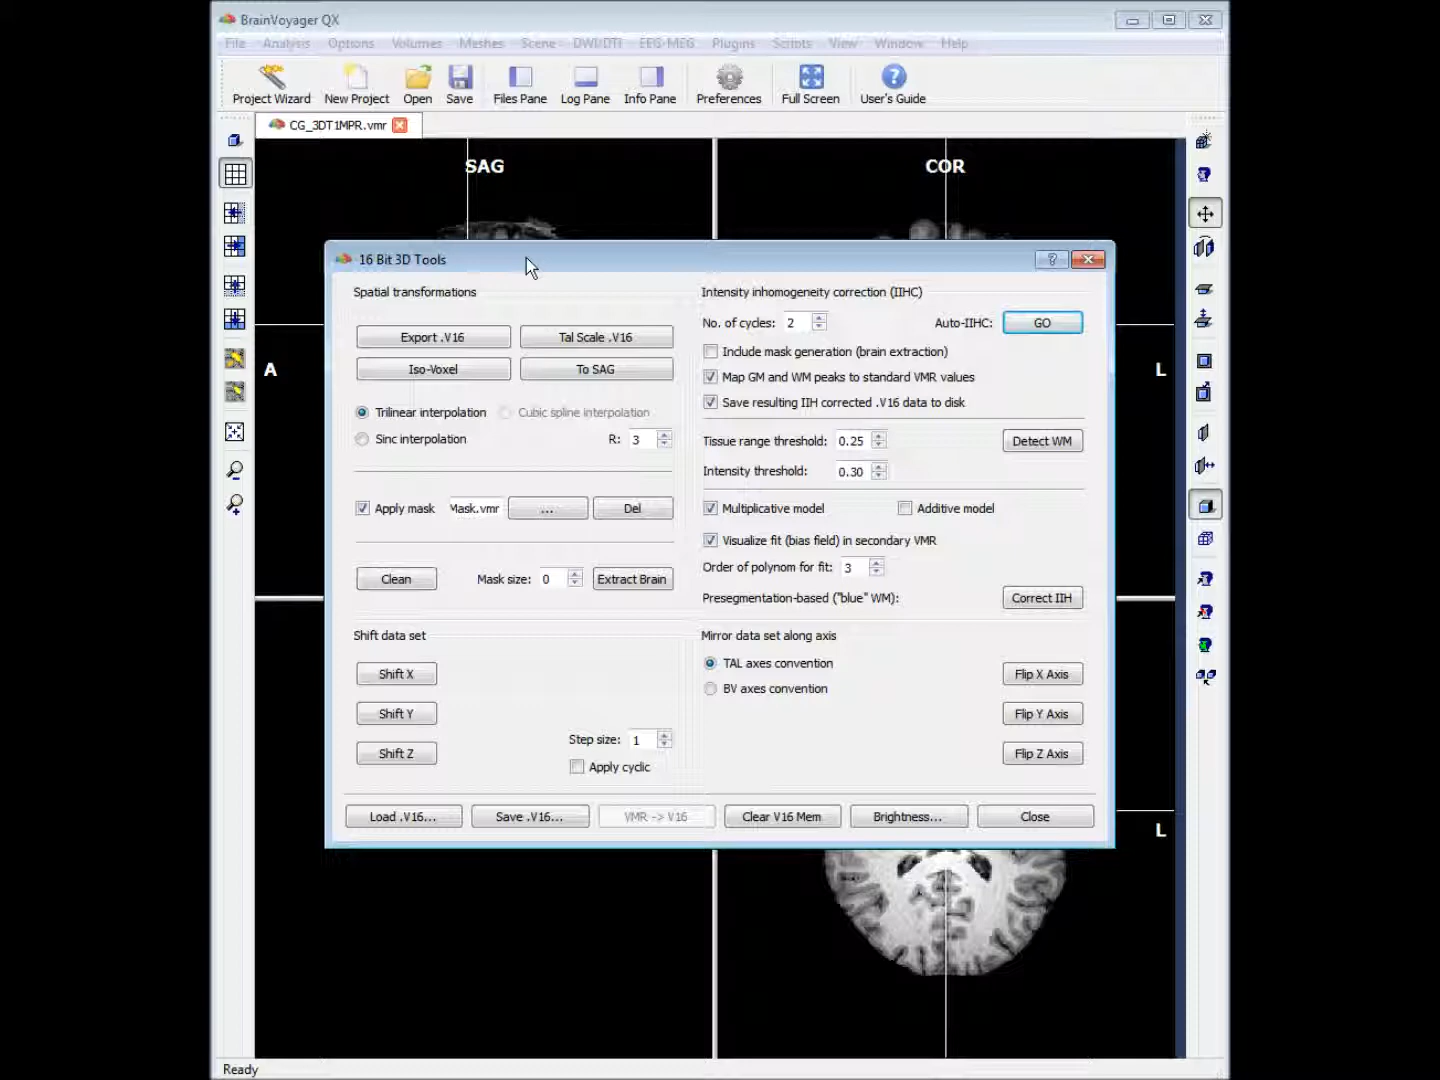 BrainVoyager QX
File Analysis Options Volumes Meshes Scene DWI/DTI EEG-MEG Plugins Scripts View Window Help
Project Wizard New Project Open Save Files Pane Log Pane Info Pane Preferences Full Screen User's Guide
CG_3DT1MPR.vmr
SAG COR
16 Bit 3D Tools
Spatial transformations
Export .V16 Tal Scale .V16
Iso-Voxel To SAG
Trilinear interpolation Cubic spline interpolation
Sinc interpolation R: 3
Apply mask Mask.vmr ... Del
Clean Mask size: 0 Extract Brain
Shift data set
Shift X
Shift Y
Shift Z
Step size: 1
Apply cyclic
Intensity inhomogeneity correction (IIHC)
No. of cycles: 2 Auto-IIHC: GO
Include mask generation (brain extraction)
Map GM and WM peaks to standard VMR values
Save resulting IIH corrected .V16 data to disk
Tissue range threshold: 0.25 Detect WM
Intensity threshold: 0.30
Multiplicative model Additive model
Visualize fit (bias field) in secondary VMR
Order of polynom for fit: 3
Presegmentation-based ("blue" WM): Correct IIH
Mirror data set along axis
TAL axes convention Flip X Axis
BV axes convention
Flip Y Axis
Flip Z Axis
Load .V16... Save .V16... VMR -> V16 Clear V16 Mem Brightness... Close
A
L
L
Ready